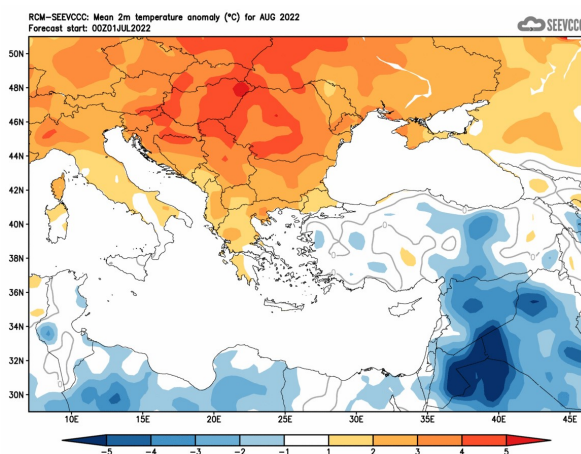 RCM-SEEVCCC: Mean 2m temperature anomaly (°C) for AUG 2022
Forecast start: 00Z01JUL2022
SEEVCCC
50N
48N
46N
44N
42N
40N
38N
36N
34N
32N
30N
10E 15E 20E 25E 30E 35E 40E 45E
-5 -4 -3 -2 -1 1 2 3 4 5